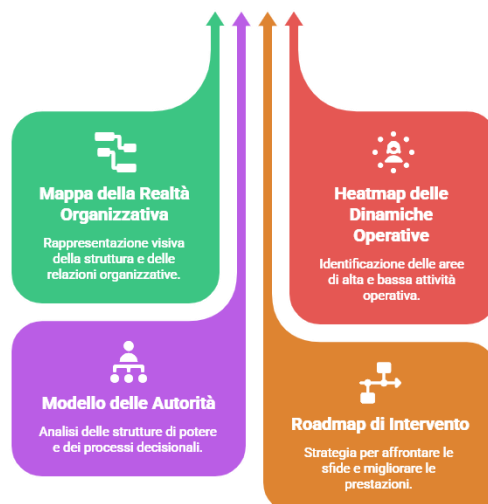 Mappa della Realtà
Organizzativa
Rappresentazione visiva
della struttura e delle
relazioni organizzative.
Heatmap delle
Dinamiche
Operative
Identificazione delle aree
di alta e bassa attività
operativa.
Modello delle Autorità
Analisi delle strutture di potere
e dei processi decisionali.
Roadmap di Intervento
Strategia per affrontare le
sfide e migliorare le
prestazioni.